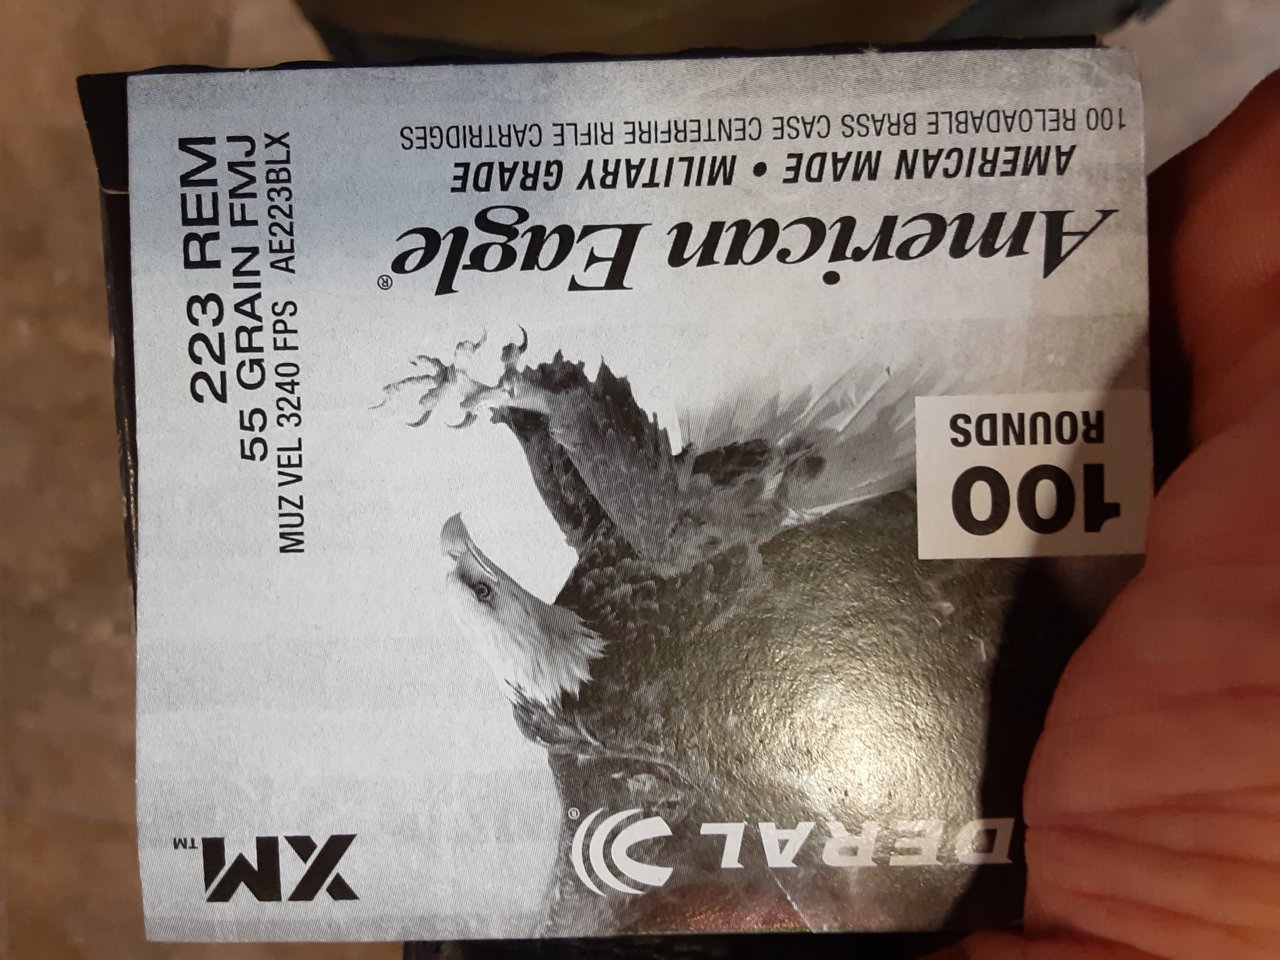 DERAL ®
XM™
100
ROUNDS
American Eagle®
AMERICAN MADE • MILITARY GRADE
100 RELOADABLE BRASS CASE CENTERFIRE RIFLE CARTRIDGES
223 REM
55 GRAIN FMJ
MUZ VEL 3240 FPS AE223BLX